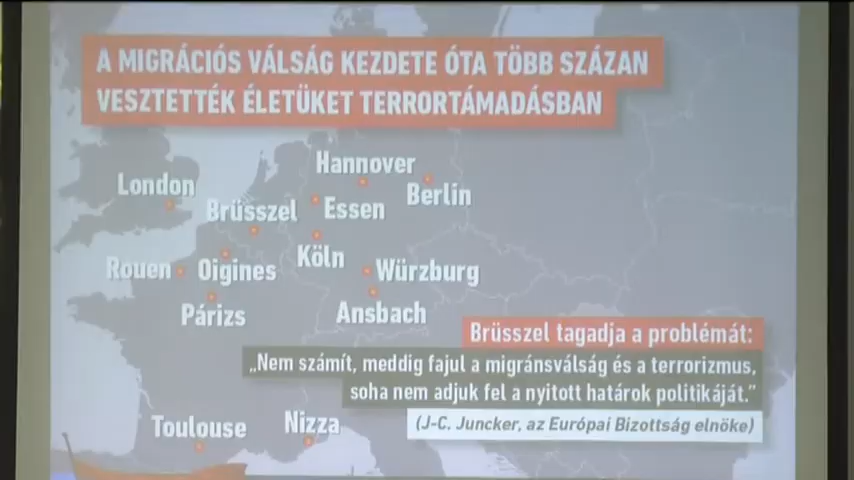 A MIGRÁCIÓS VÁLSÁG KEZDETE ÓTA TÖBB SZÁZAN
VESZTETTÉK ÉLETÜKET TERRORTÁMADÁSBAN
Hannover
London
Berlin
Brüsszel
Essen
Köln
Rouen
Oigines
Würzburg
Párizs
Ansbach
Brüsszel tagadja a problémát:
„Nem számít, meddig fajul a migránsválság és a terrorizmus,
soha nem adjuk fel a nyitott határok politikáját.”
(J-C. Juncker, az Európai Bizottság elnöke)
Toulouse
Nizza